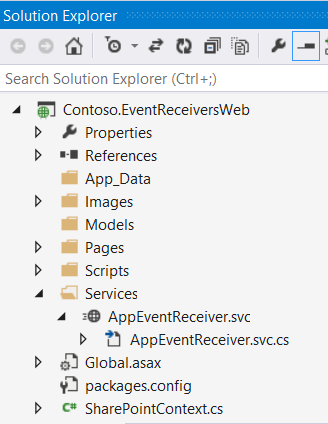 Solution Explorer
Search Solution Explorer (Ctrl+;)
Contoso.EventReceiversWeb
Properties
References
App_Data
Images
Models
Pages
Scripts
Services
AppEventReceiver.svc
AppEventReceiver.svc.cs
Global.asax
packages.config
C# SharePointContext.cs